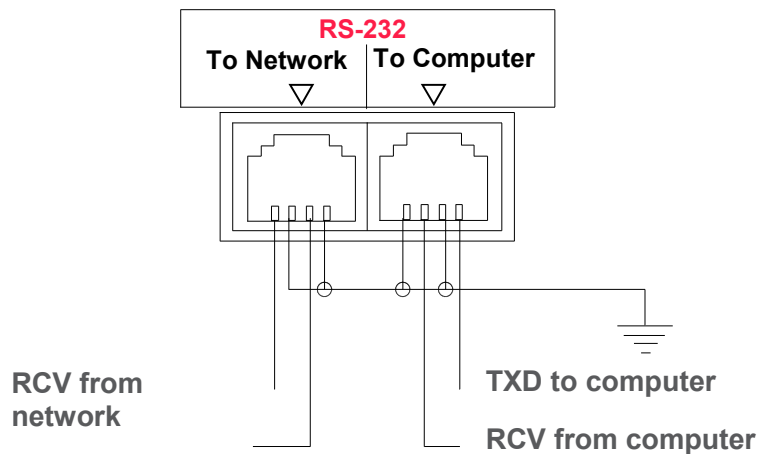 RS-232
To Network
To Computer
RCV from
network
TXD to computer
RCV from computer